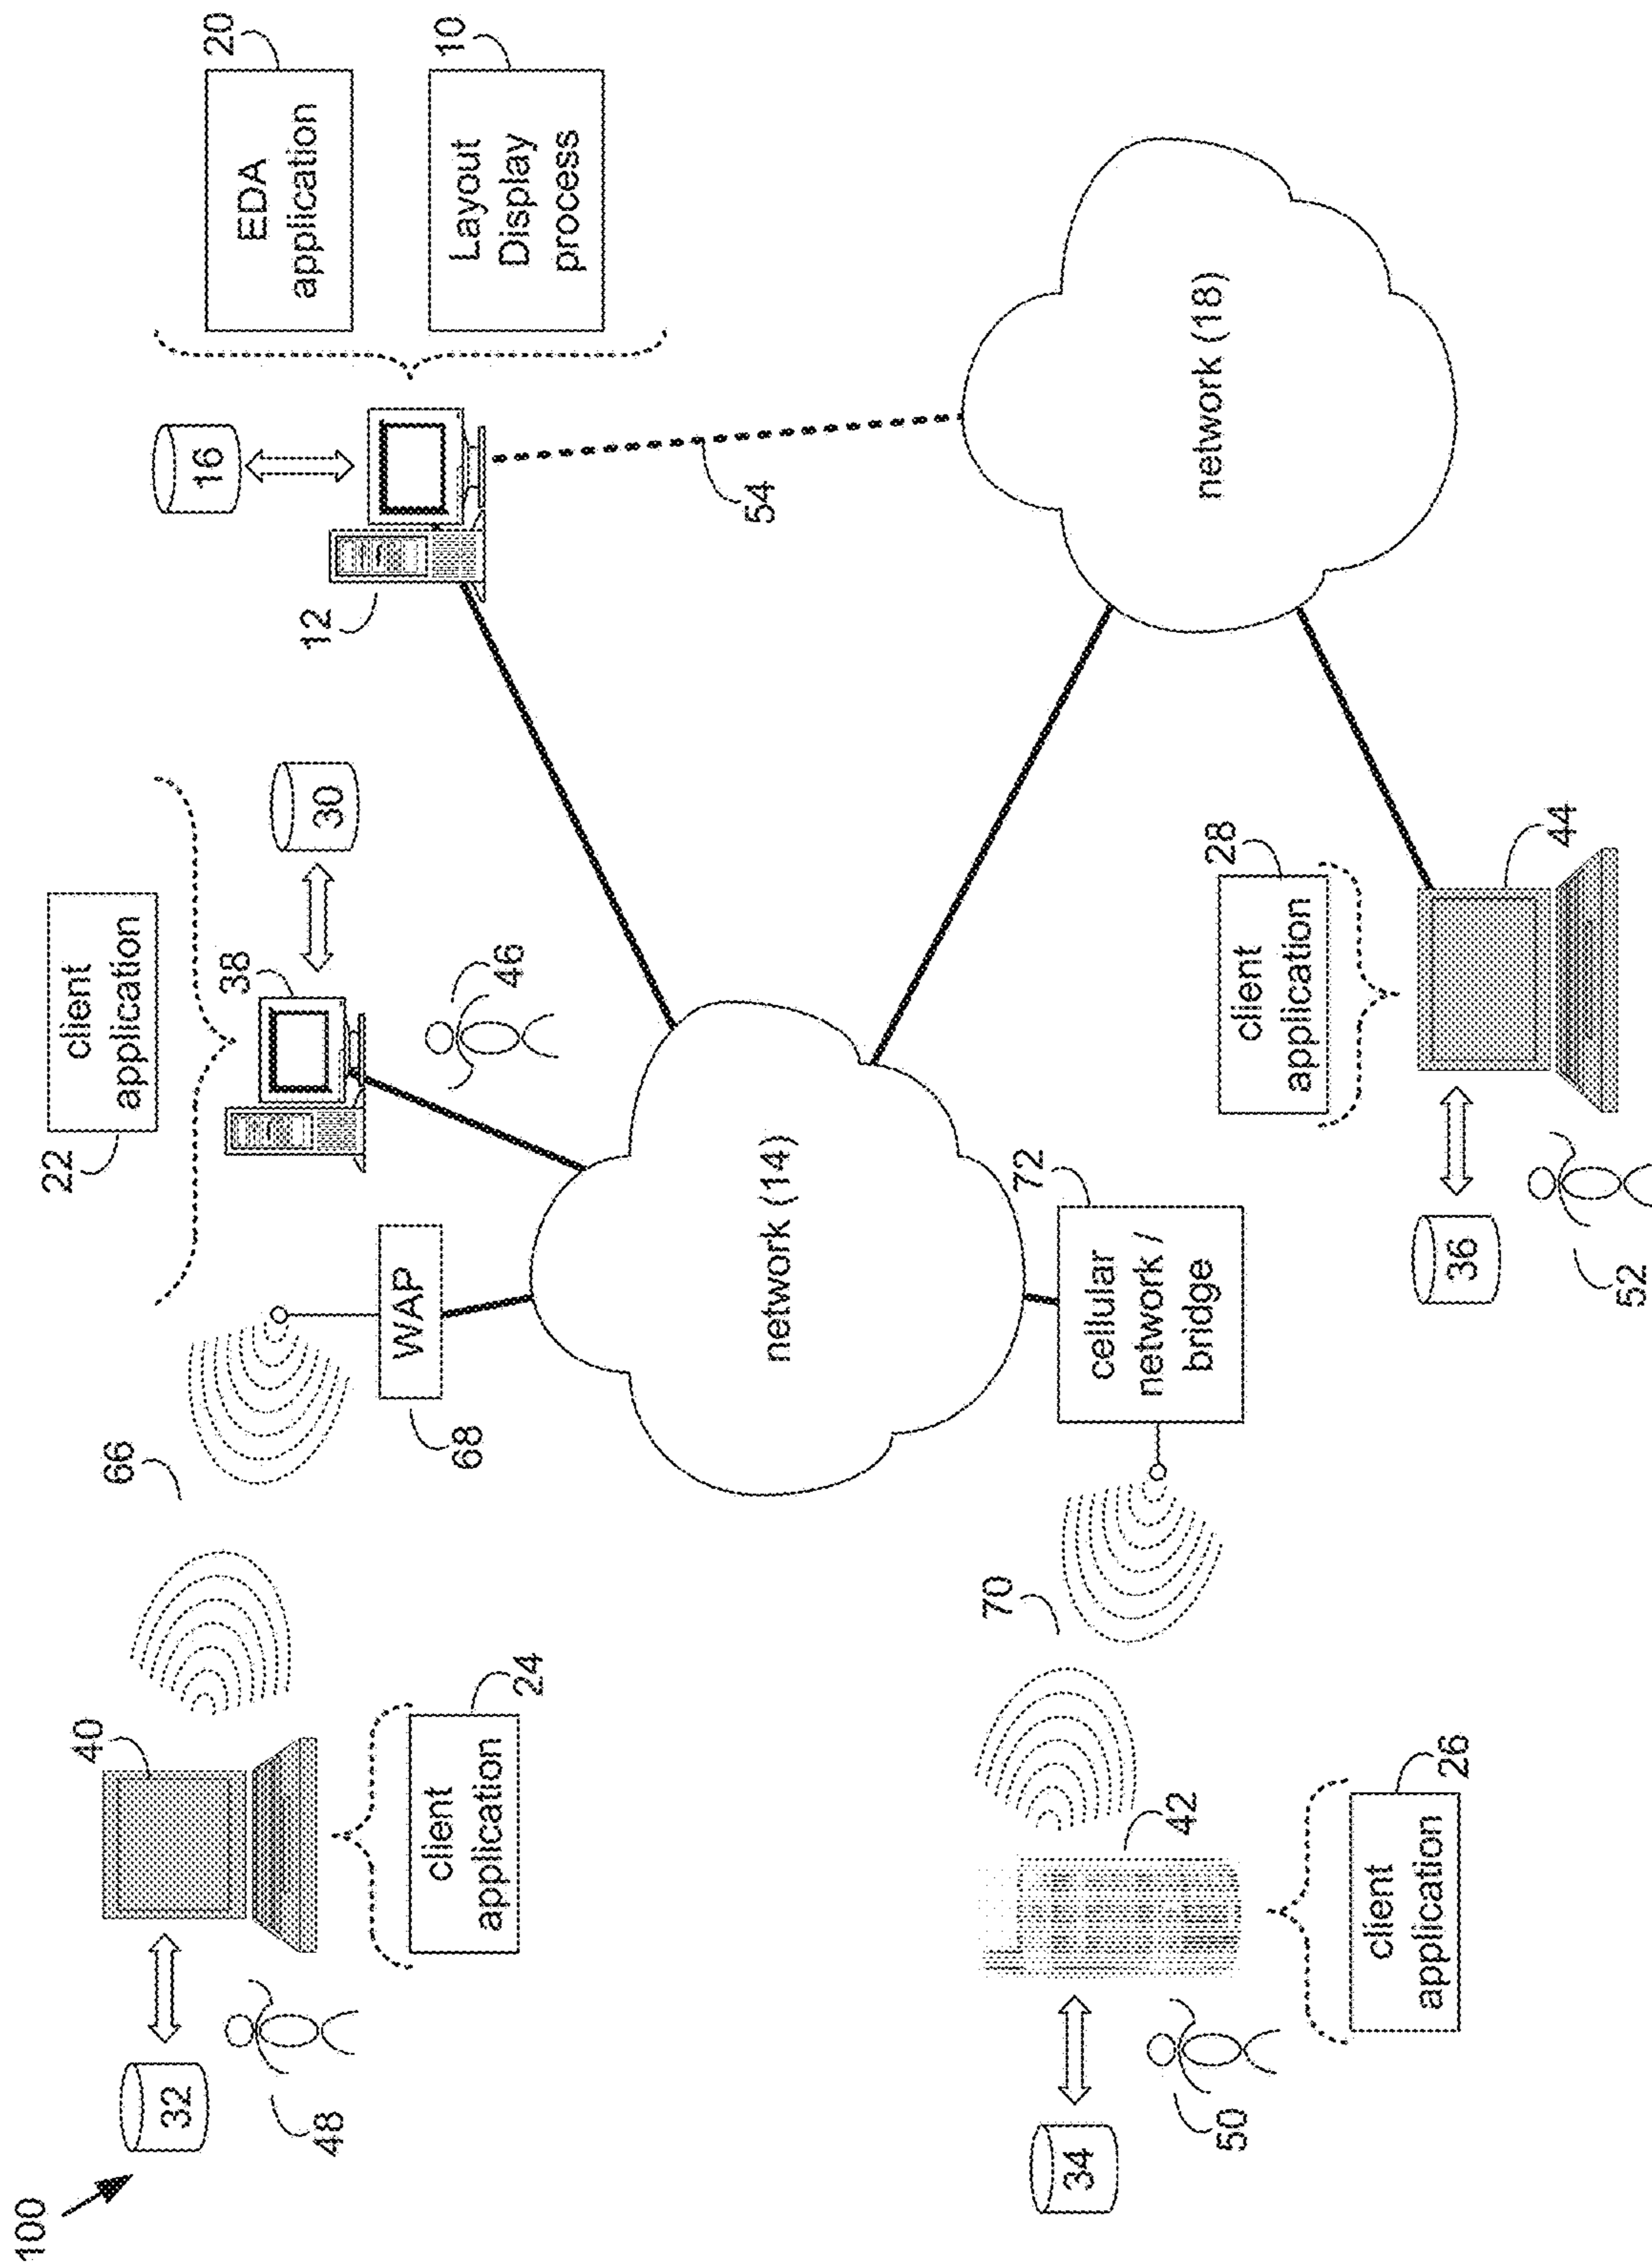 100
32
48
40
client
application
24
66
22
client
application
38
30
46
WAP
68
16
12
EDA
application
20
Layout
Display
process
10
54
network (14)
network (18)
34
50
42
client
application
26
70
cellular
network /
bridge
72
36
52
client
application
28
44